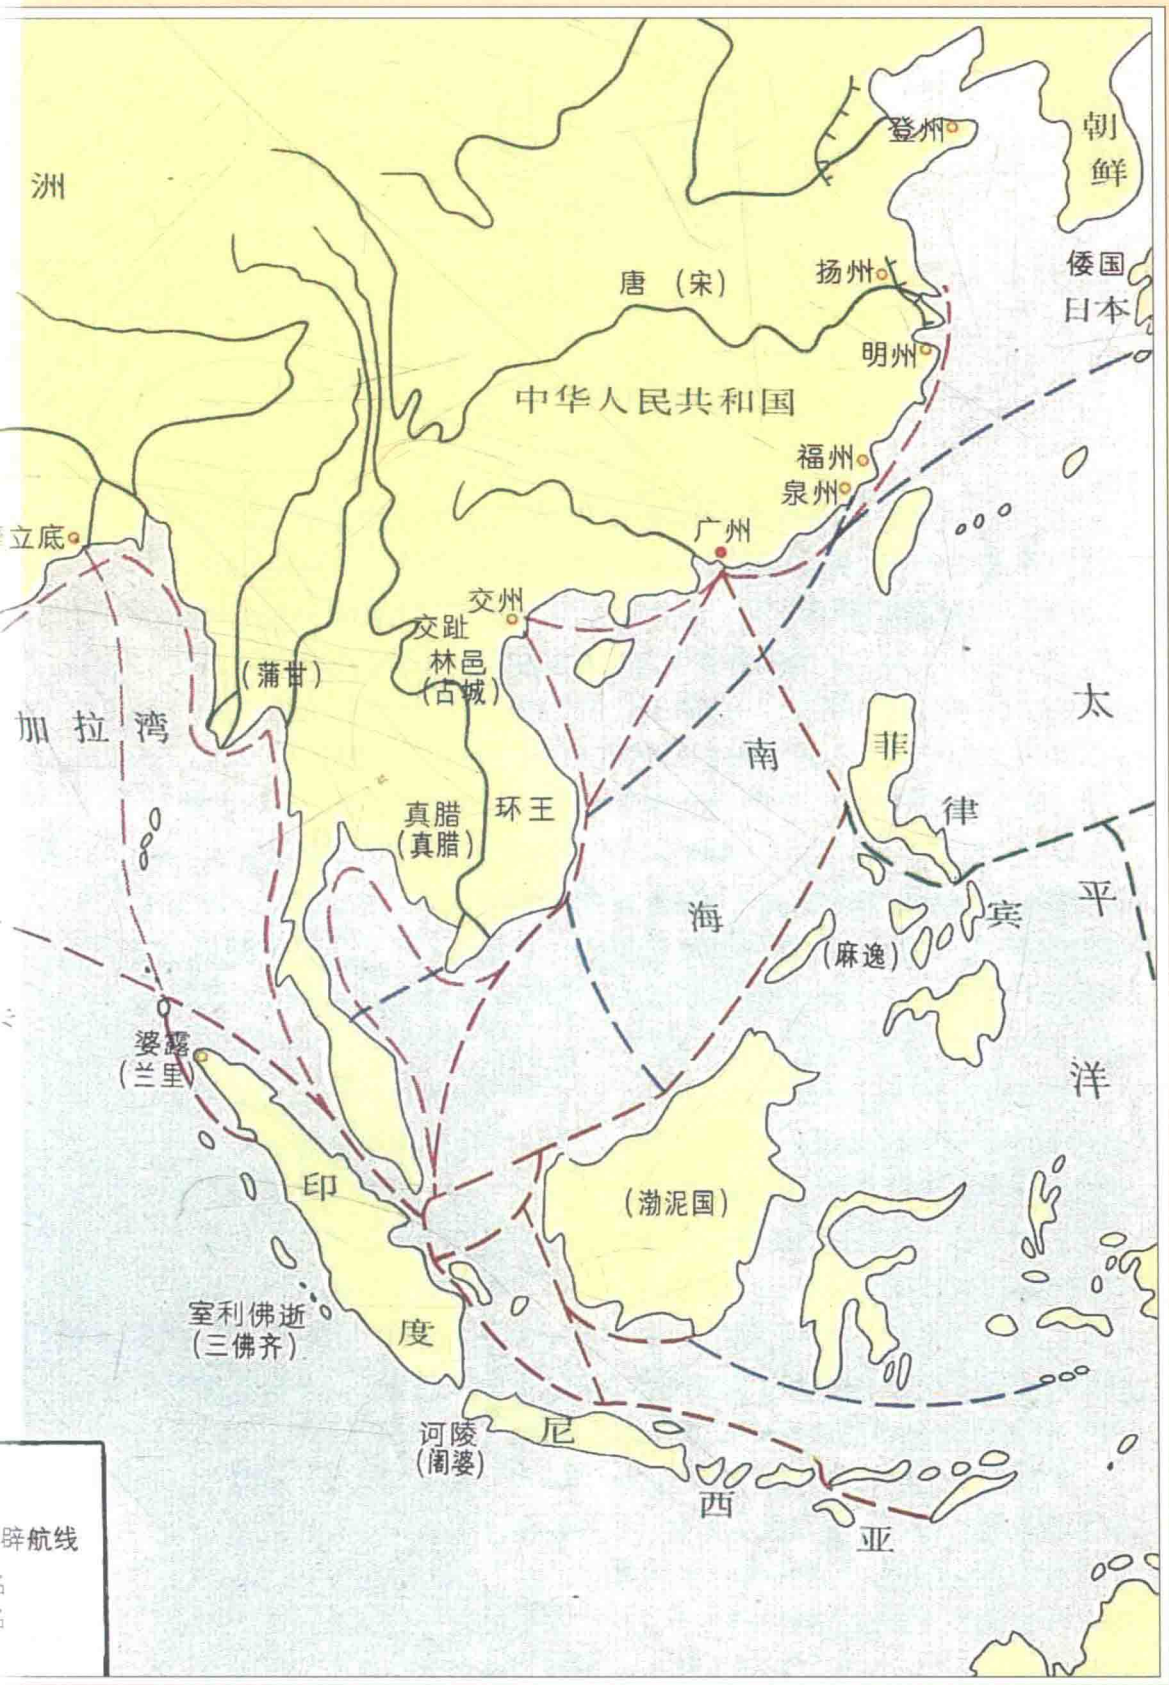 朝鲜
登州
洲
倭国
日本
扬州
唐 (宋)
明州
中华人民共和国
福州
泉州
立底
广州
交州
交趾
林邑
(占城)
(蒲甘)
加拉湾
太平洋
南海
菲律宾
环王
真腊
(真腊)
(麻逸)
婆露
(兰里)
印度尼西亚
(渤泥国)
室利佛逝
(三佛齐)
诃陵
(阇婆)
辟航线